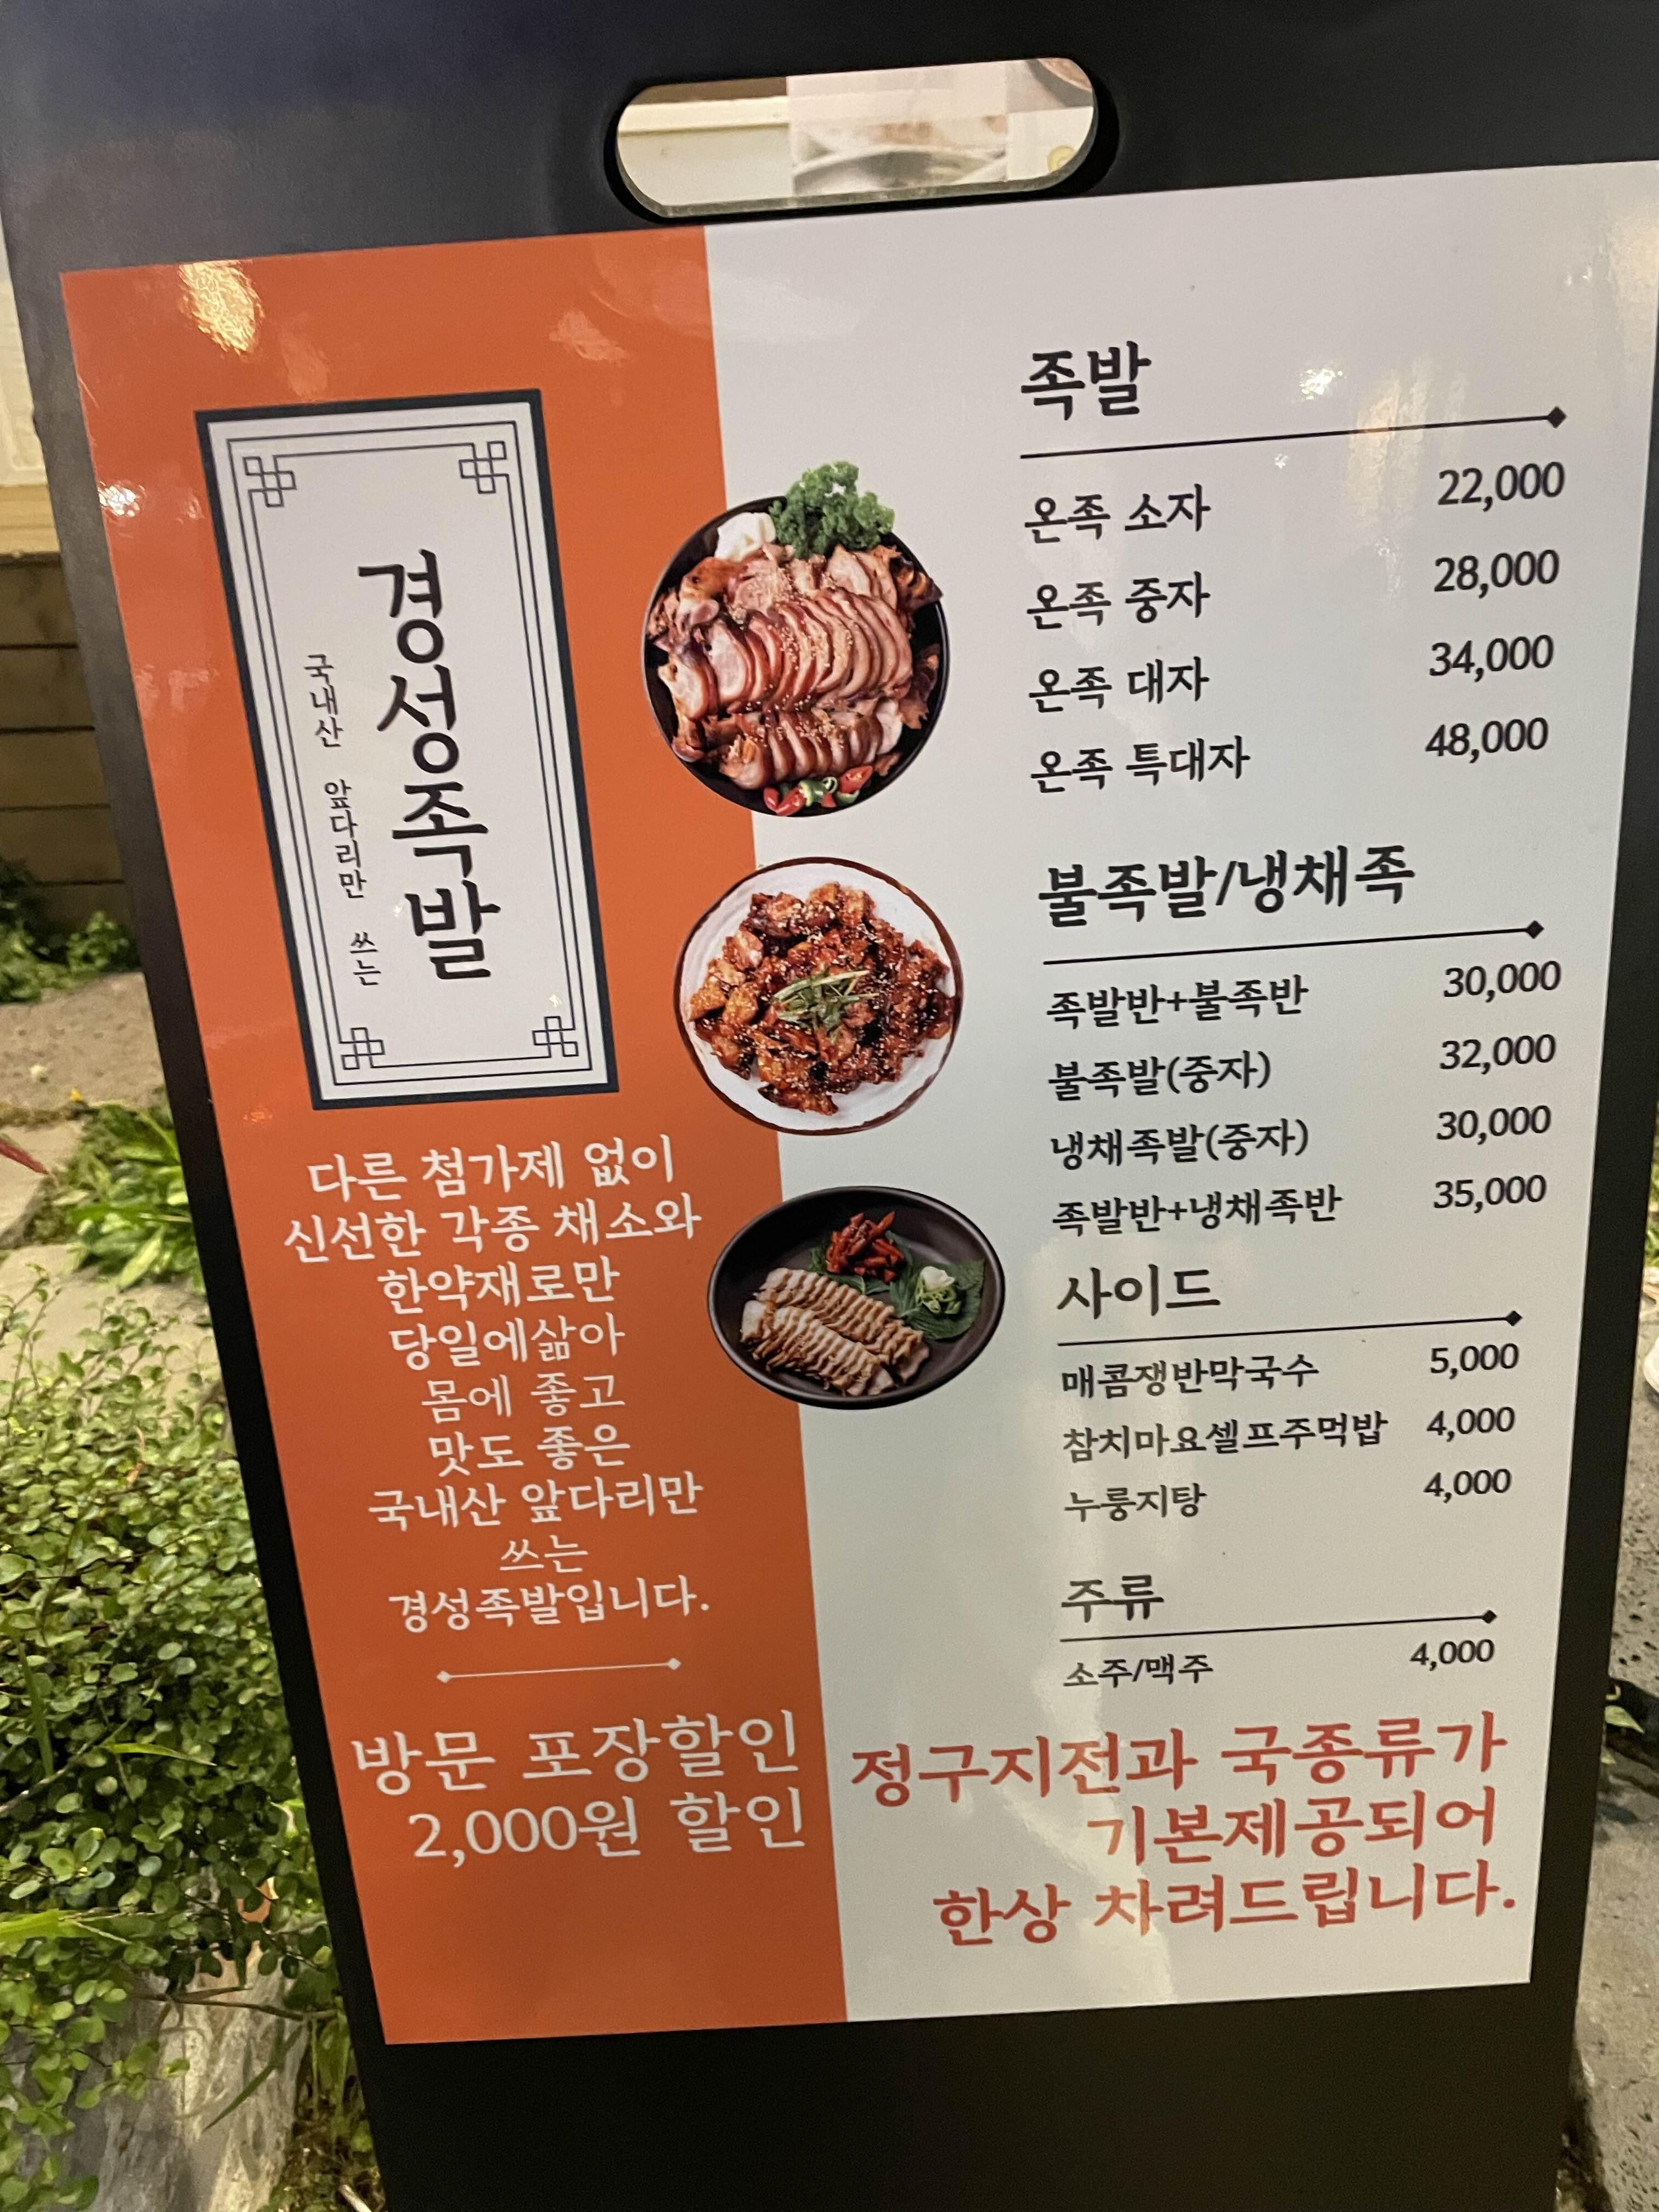 경성족발
국내산 앞다리만 쓰는
다른 첨가제 없이
신선한 각종 채소와
한약재로만
당일에삶아
몸에 좋고
맛도 좋은
국내산 앞다리만
쓰는
경성족발입니다.
방문 포장할인
2,000원 할인
족발
온족 소자 22,000
온족 중자 28,000
온족 대자 34,000
온족 특대자 48,000
불족발/냉채족
족발반+불족반 30,000
불족발(중자) 32,000
냉채족발(중자) 30,000
족발반+냉채족반 35,000
사이드
매콤쟁반막국수 5,000
참치마요셀프주먹밥 4,000
누룽지탕 4,000
주류
소주/맥주 4,000
정구지전과 국종류가
기본제공되어
한상 차려드립니다.